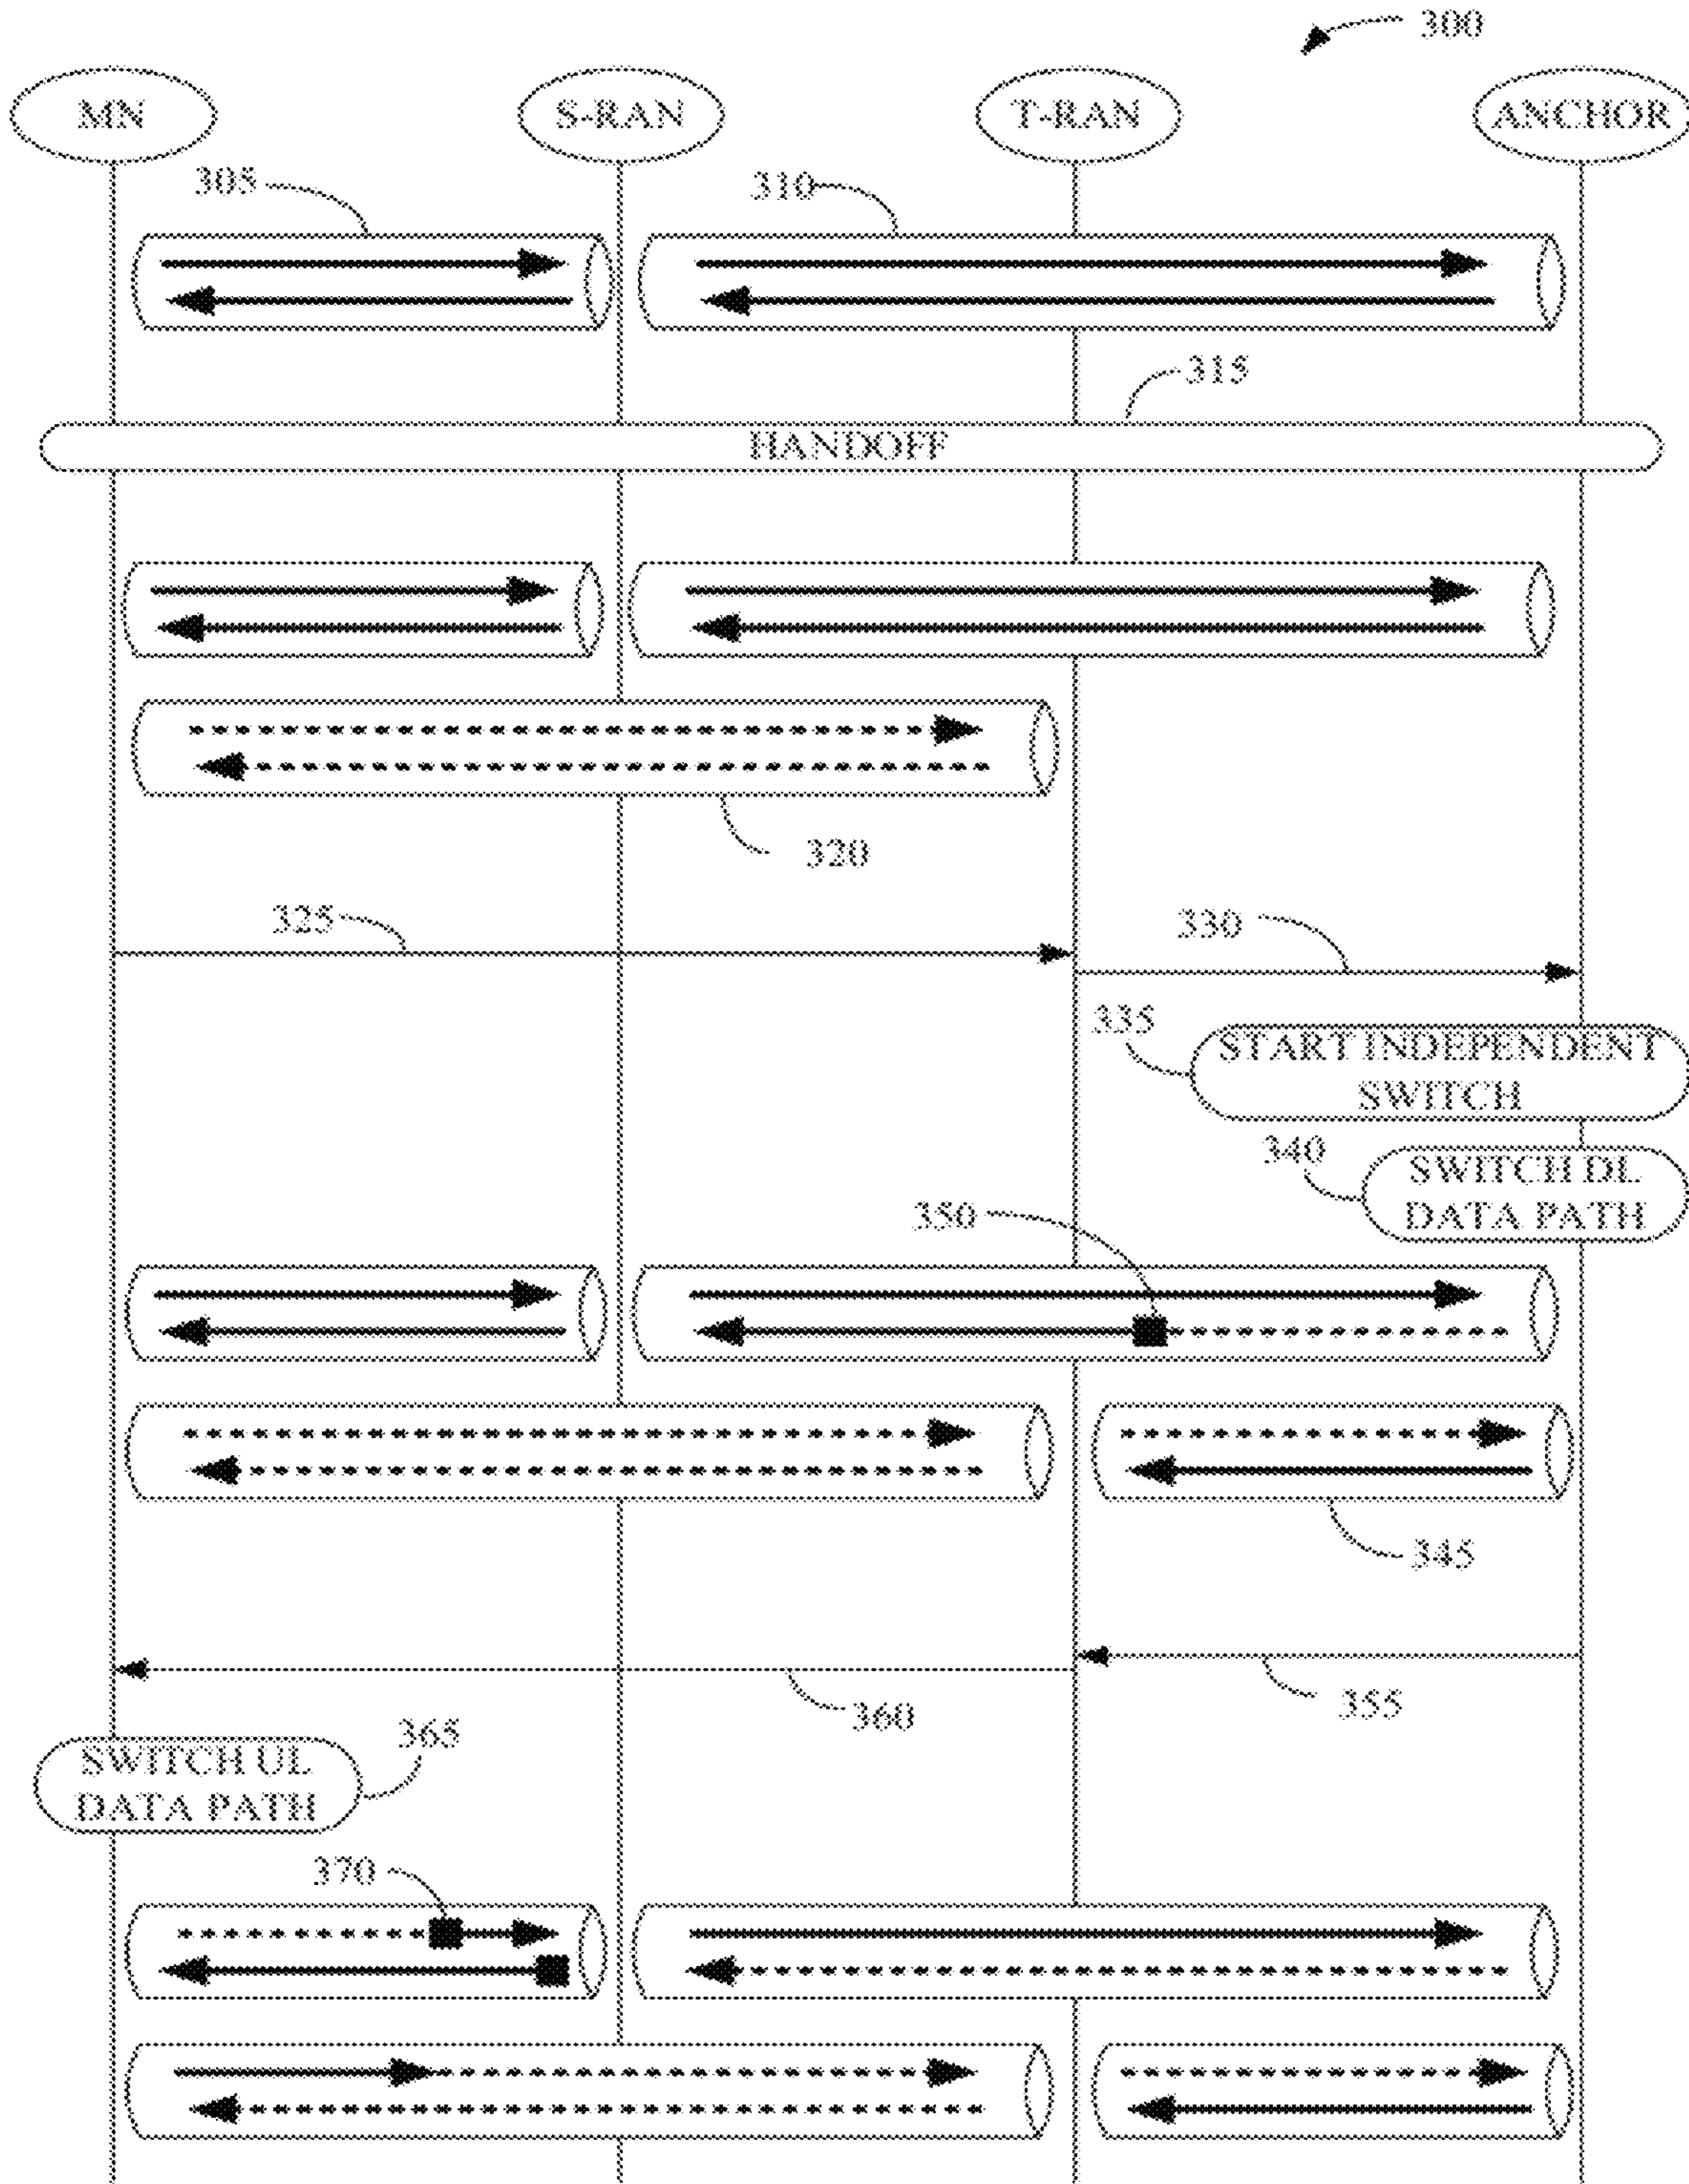 300
MN
S-RAN
T-RAN
ANCHOR
305
310
315
HANDOFF
320
325
330
335
START INDEPENDENT
SWITCH
340
SWITCH DL
DATA PATH
350
345
355
360
365
SWITCH UL
DATA PATH
370